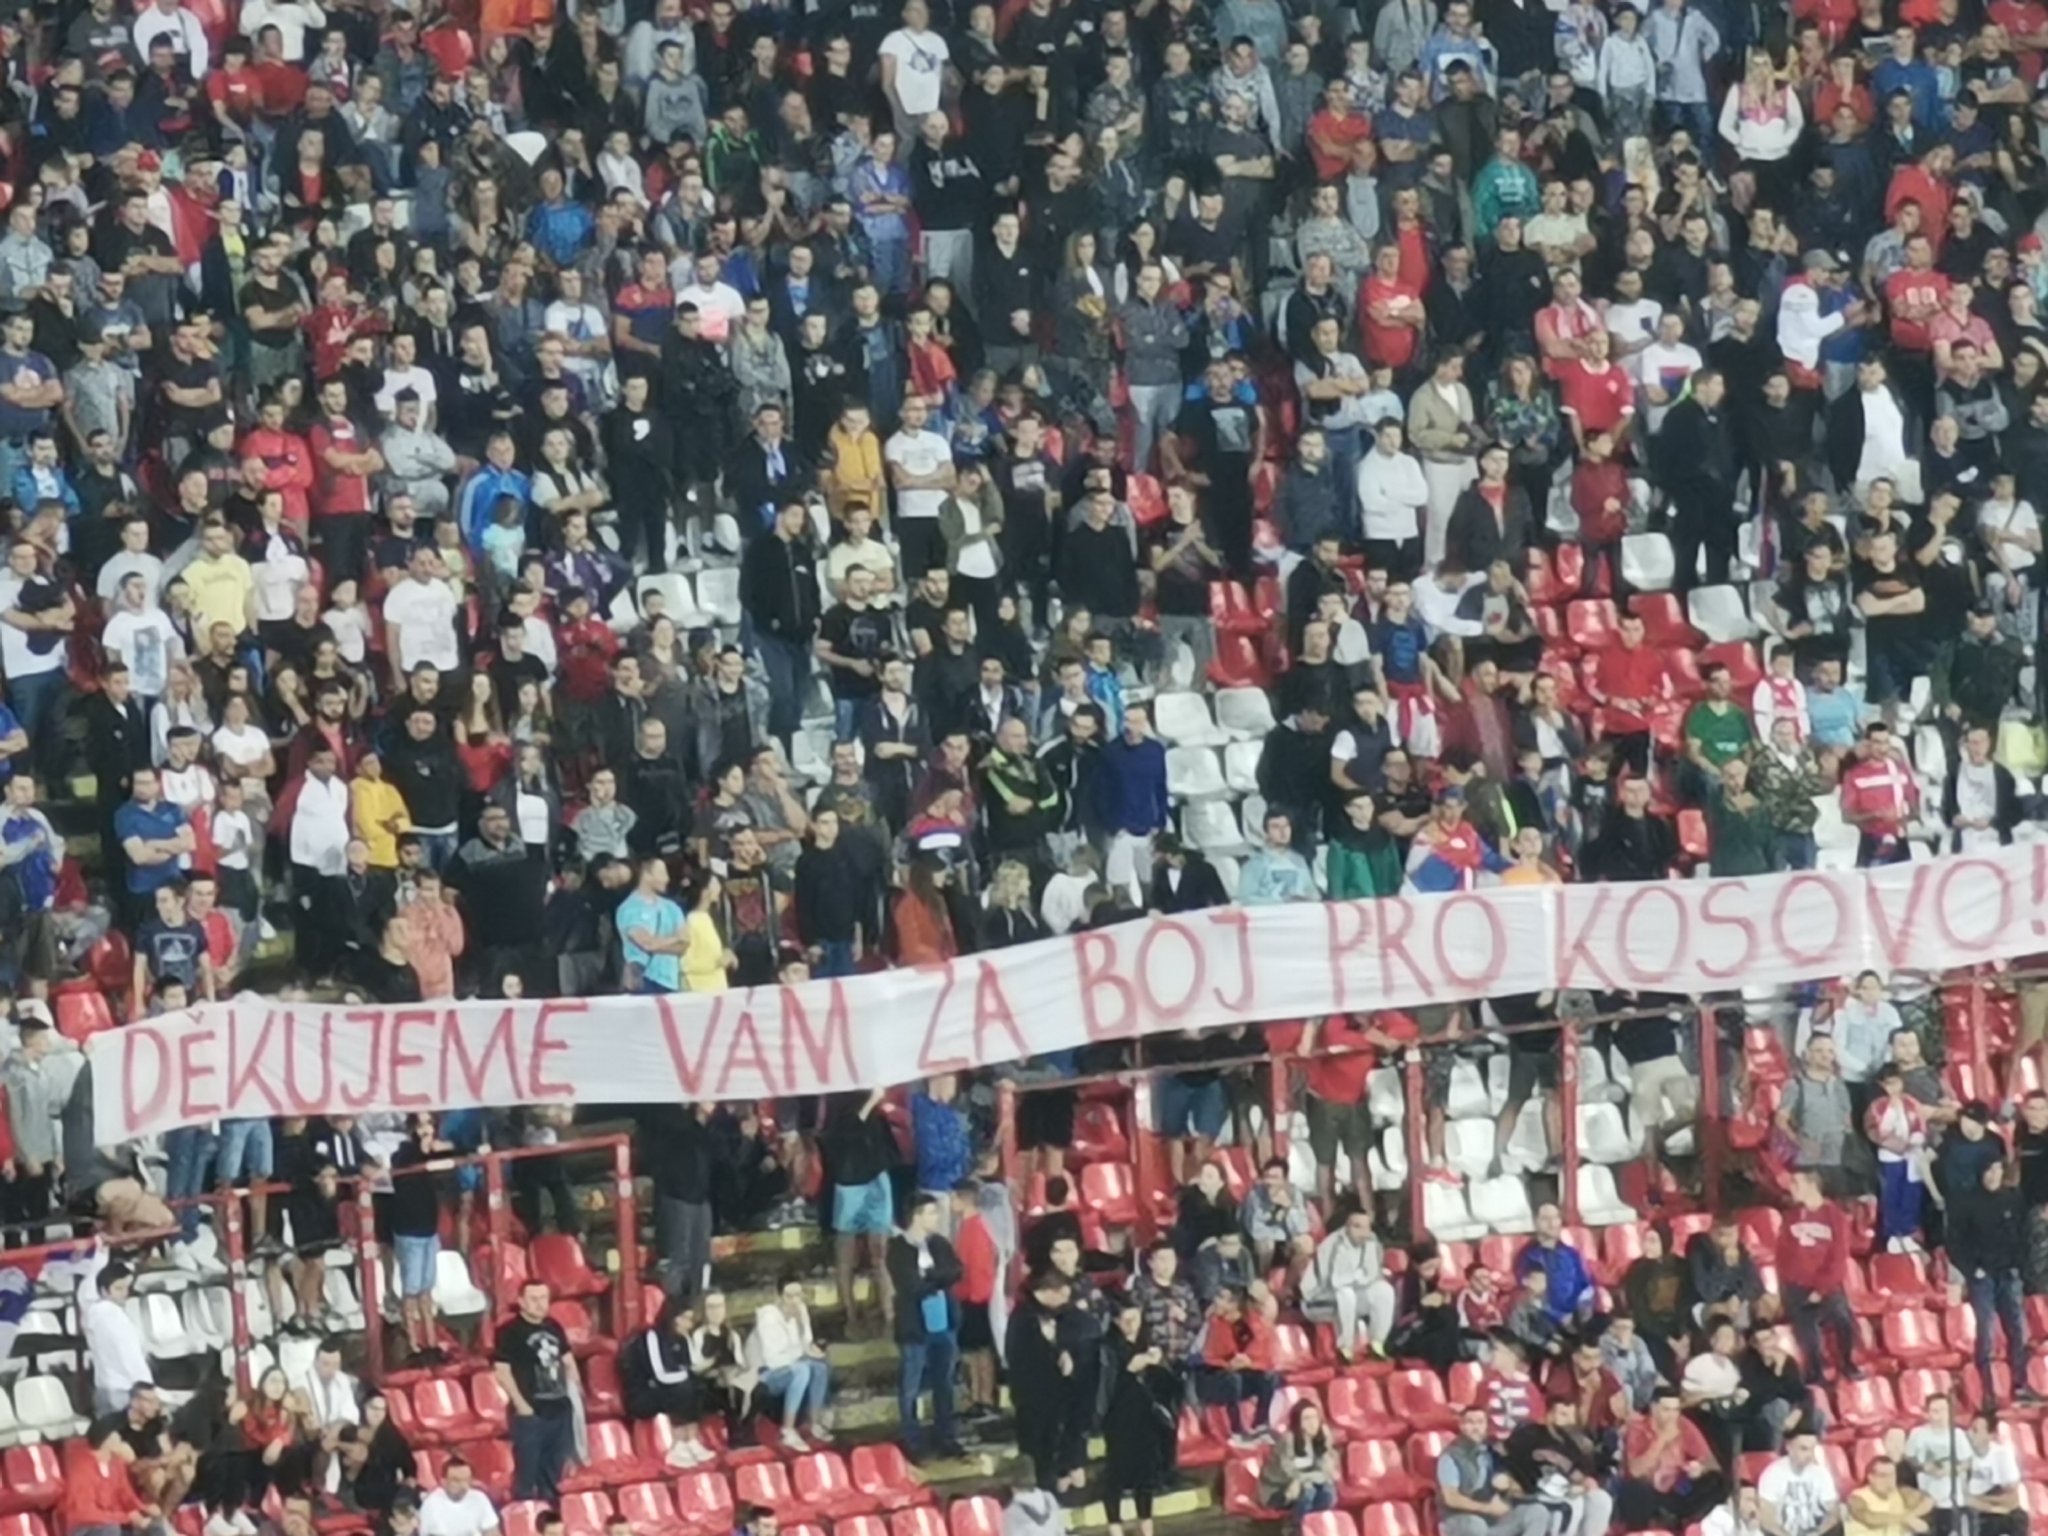 DĚKUJEME VÁM ZA BOJ PRO KOSOVO!